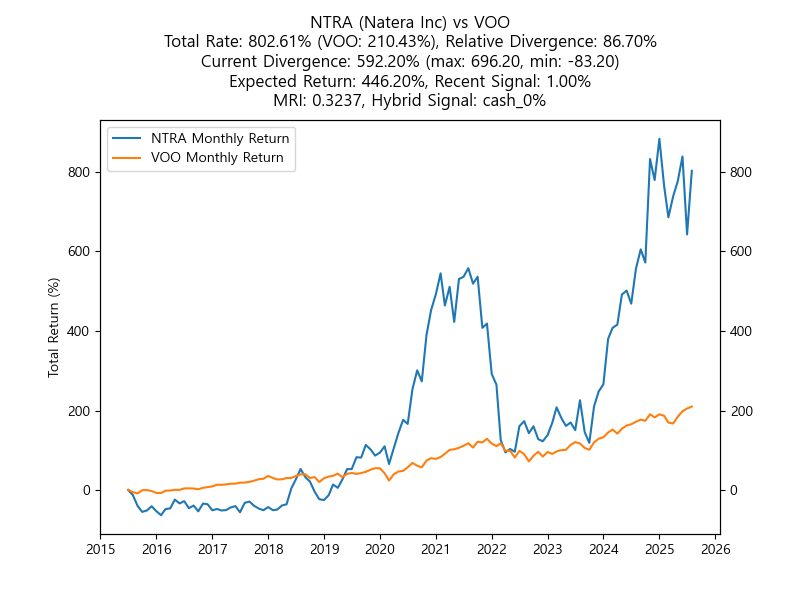 NTRA (Natera Inc) vs VOO
Total Rate: 802.61% (VOO: 210.43%), Relative Divergence: 86.70%
Current Divergence: 592.20% (max: 696.20, min: -83.20)
Expected Return: 446.20%, Recent Signal: 1.00%
MRI: 0.3237, Hybrid Signal: cash_0%
NTRA Monthly Return
VOO Monthly Return
Total Return (%)
800
600
400
200
0
800
600
400
200
0
2015 2016 2017 2018 2019 2020 2021 2022 2023 2024 2025 2026